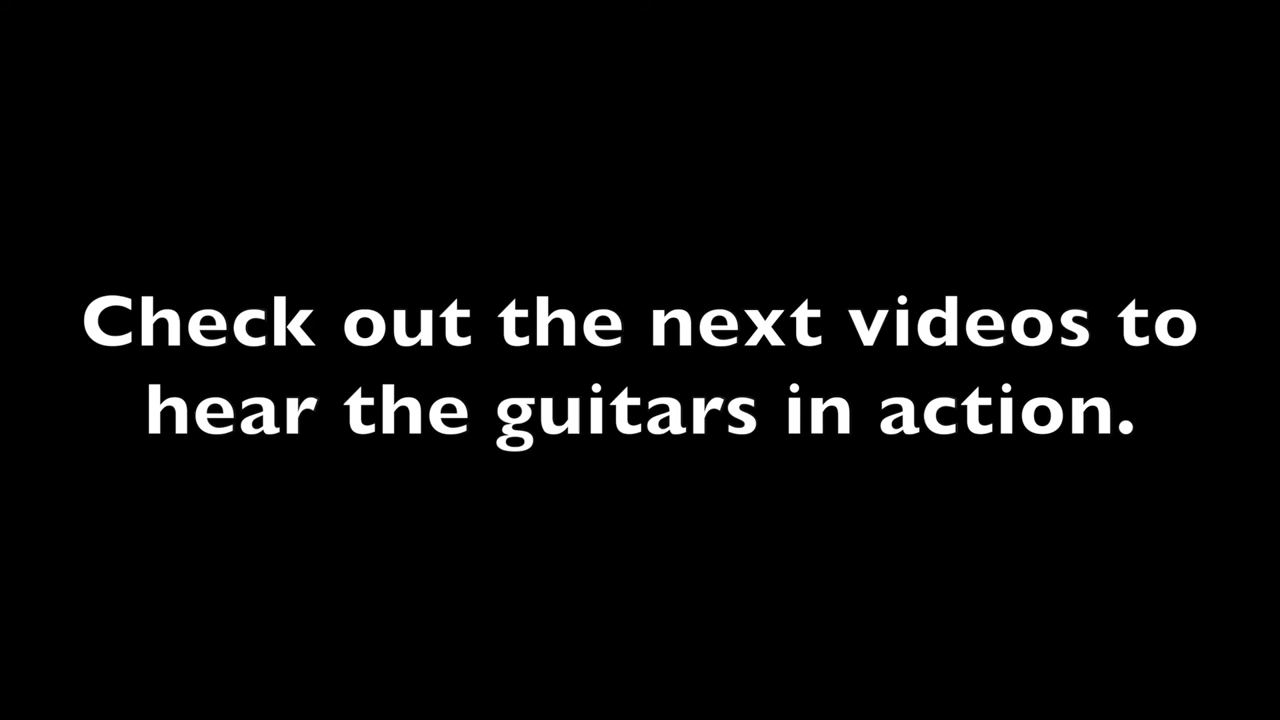 Check out the next videos to
hear the guitars in action.